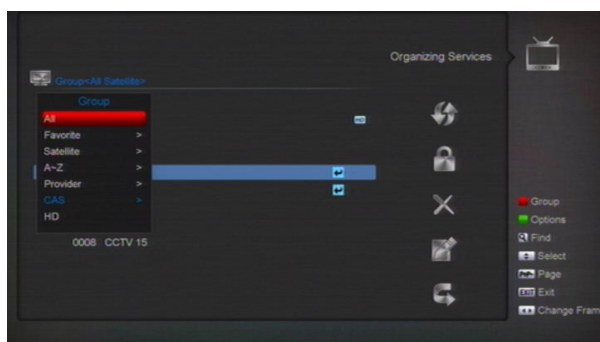 Organizing Services
Group<All Satellite>
Group
All
Favorite >
Satellite >
A~Z >
Provider >
CAS >
HD
HD
0008 CCTV 15
Group
Options
Find
Select
Page
EXIT Exit
Change Fram